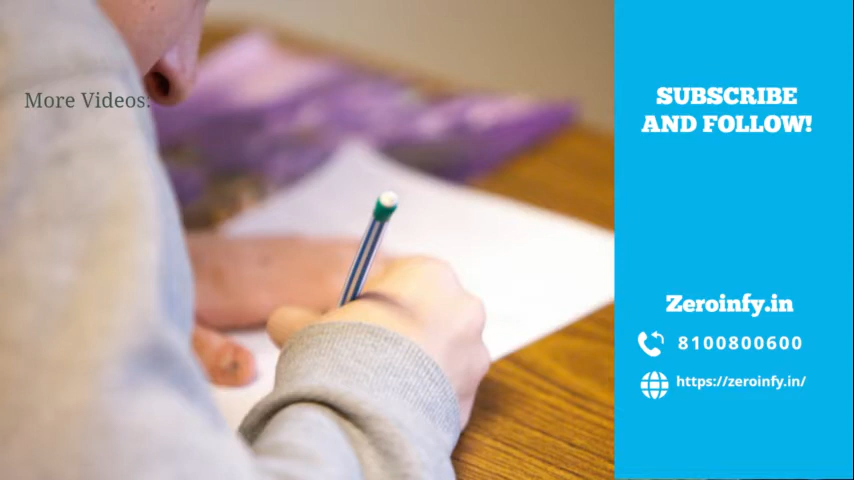 More Videos:
SUBSCRIBE
AND FOLLOW!
Zeroinfy.in
8100800600
https://zeroinfy.in/